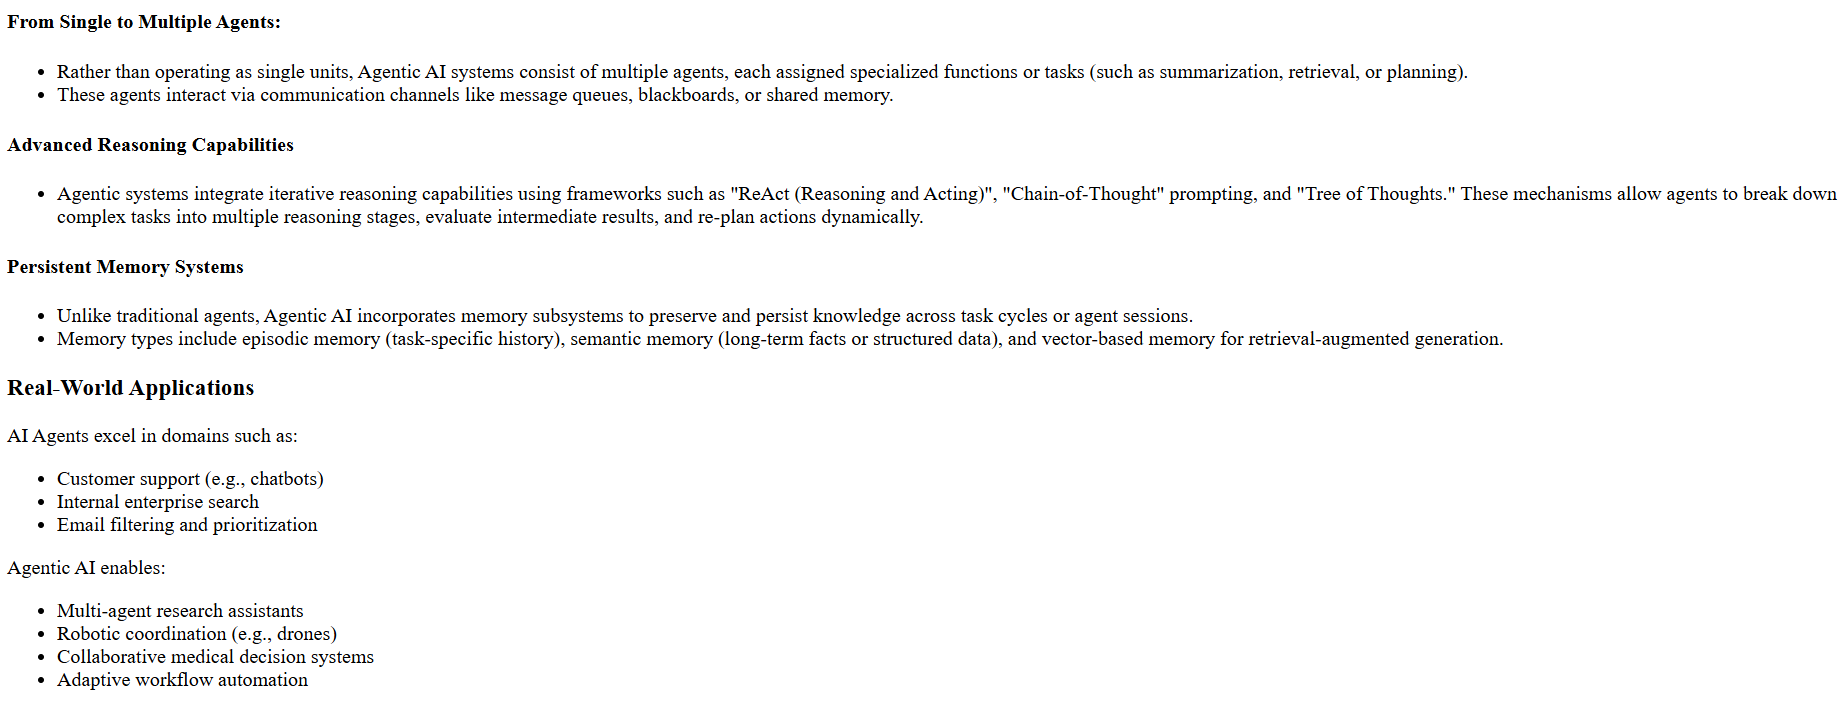 From Single to Multiple Agents:
Rather than operating as single units, Agentic AI systems consist of multiple agents, each assigned specialized functions or tasks (such as summarization, retrieval, or planning).
These agents interact via communication channels like message queues, blackboards, or shared memory.
Advanced Reasoning Capabilities
Agentic systems integrate iterative reasoning capabilities using frameworks such as "ReAct (Reasoning and Acting)", "Chain-of-Thought" prompting, and "Tree of Thoughts." These mechanisms allow agents to break down
complex tasks into multiple reasoning stages, evaluate intermediate results, and re-plan actions dynamically.
Persistent Memory Systems
Unlike traditional agents, Agentic AI incorporates memory subsystems to preserve and persist knowledge across task cycles or agent sessions.
Memory types include episodic memory (task-specific history), semantic memory (long-term facts or structured data), and vector-based memory for retrieval-augmented generation.
Real-World Applications
AI Agents excel in domains such as:
Customer support (e.g., chatbots)
Internal enterprise search
Email filtering and prioritization
Agentic AI enables:
Multi-agent research assistants
Robotic coordination (e.g., drones)
Collaborative medical decision systems
Adaptive workflow automation